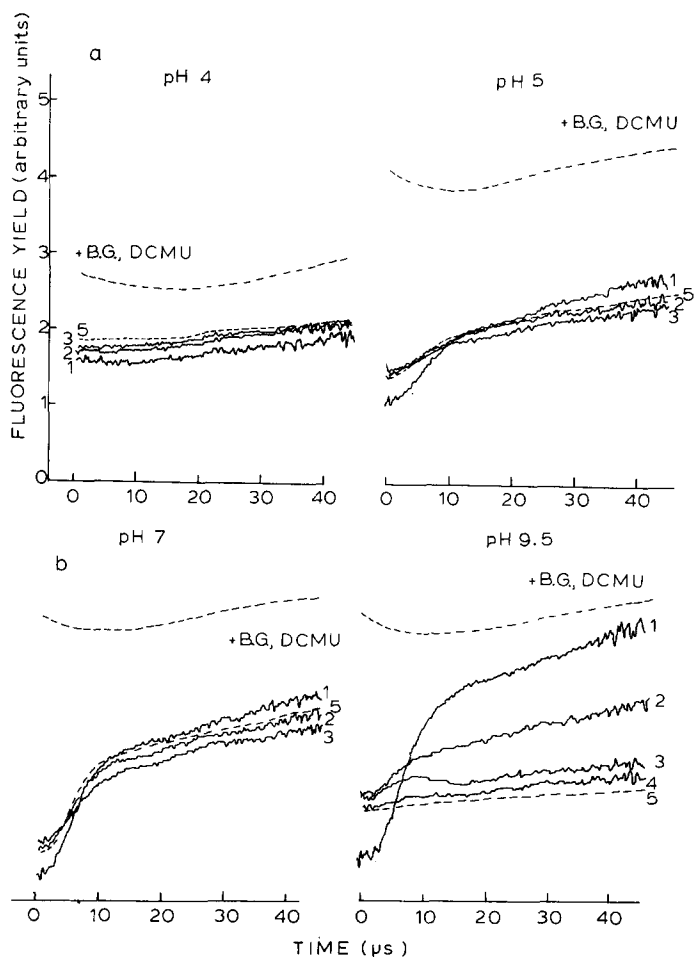 a
pH 4
pH 5
FLUORESCENCE YIELD (arbitrary units)
5
4
3
2
1
0
+B.G., DCMU
+B.G., DCMU
5
3
2
1
1
5
2
3
0 10 20 30 40
0 10 20 30 40
pH 7
pH 9.5
b
+B.G., DCMU
+B.G, DCMU
1
5
2
3
1
2
3
4
5
0 10 20 30 40
0 10 20 30 40
TIME (µs)